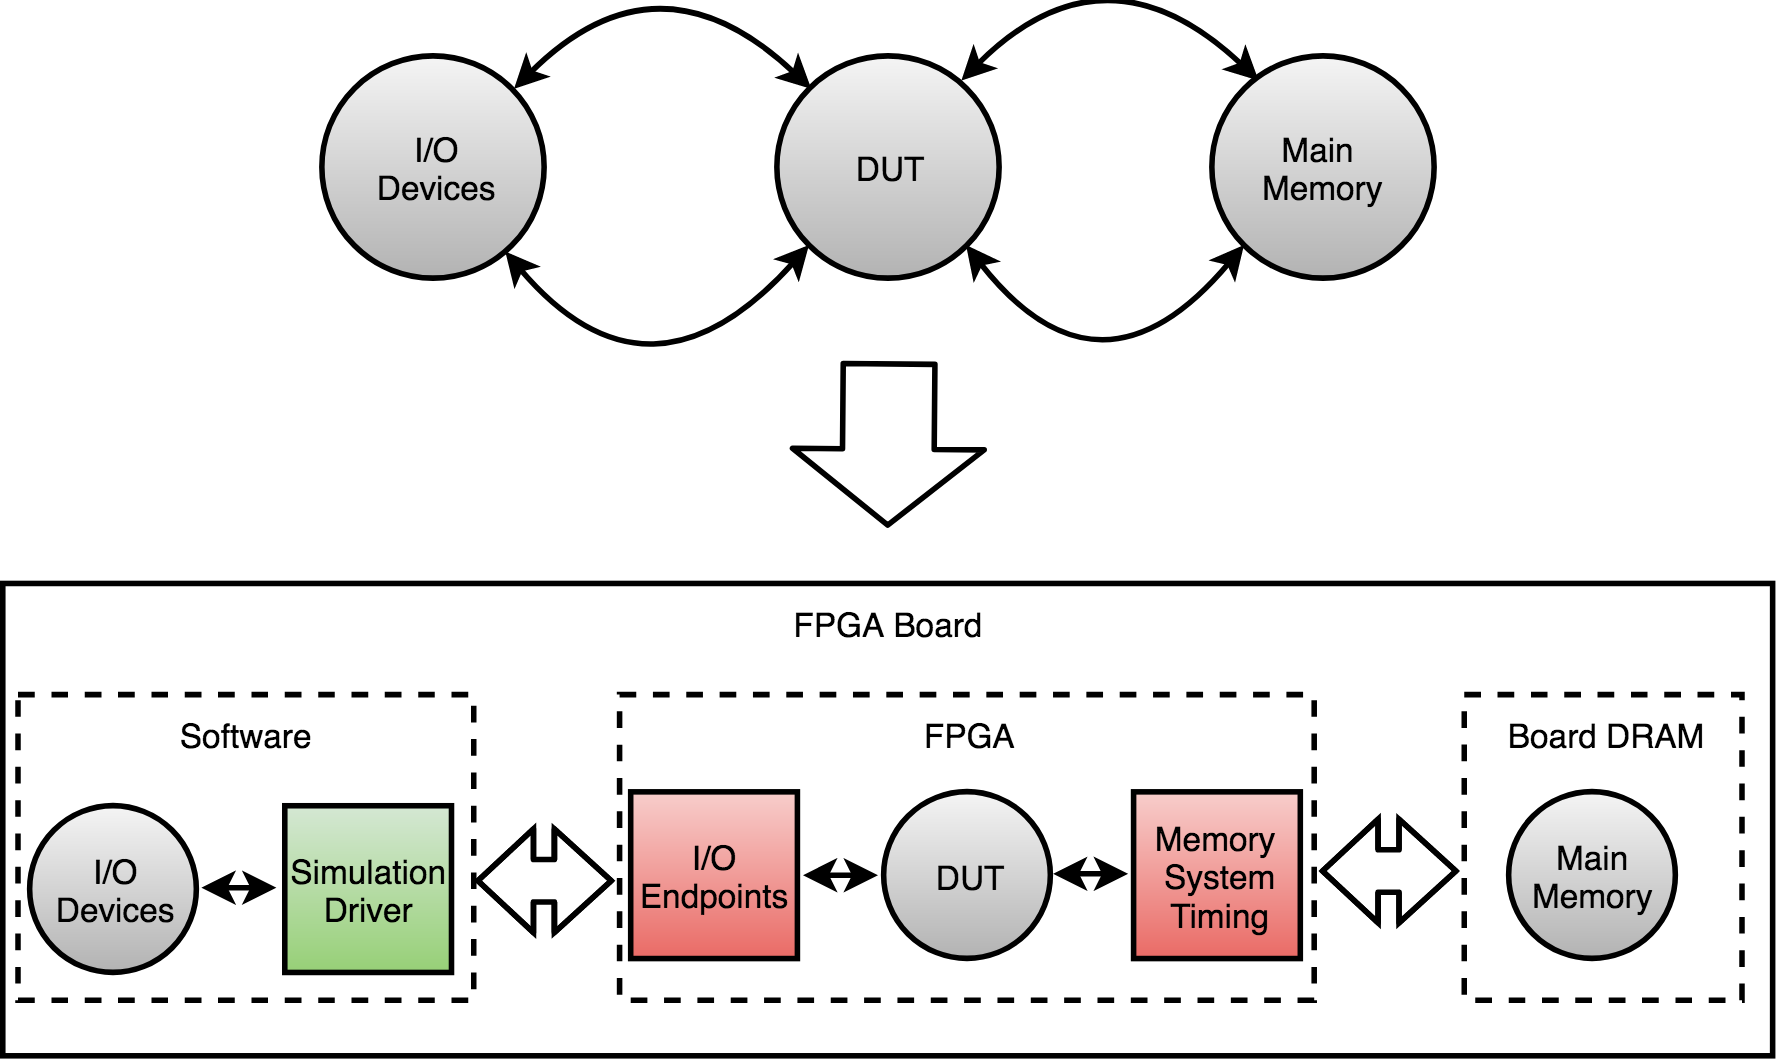 I/O
Devices
DUT
Main
Memory
FPGA Board
Software
FPGA
Board DRAM
I/O
Devices
Simulation
Driver
I/O
Endpoints
DUT
Memory
System
Timing
Main
Memory